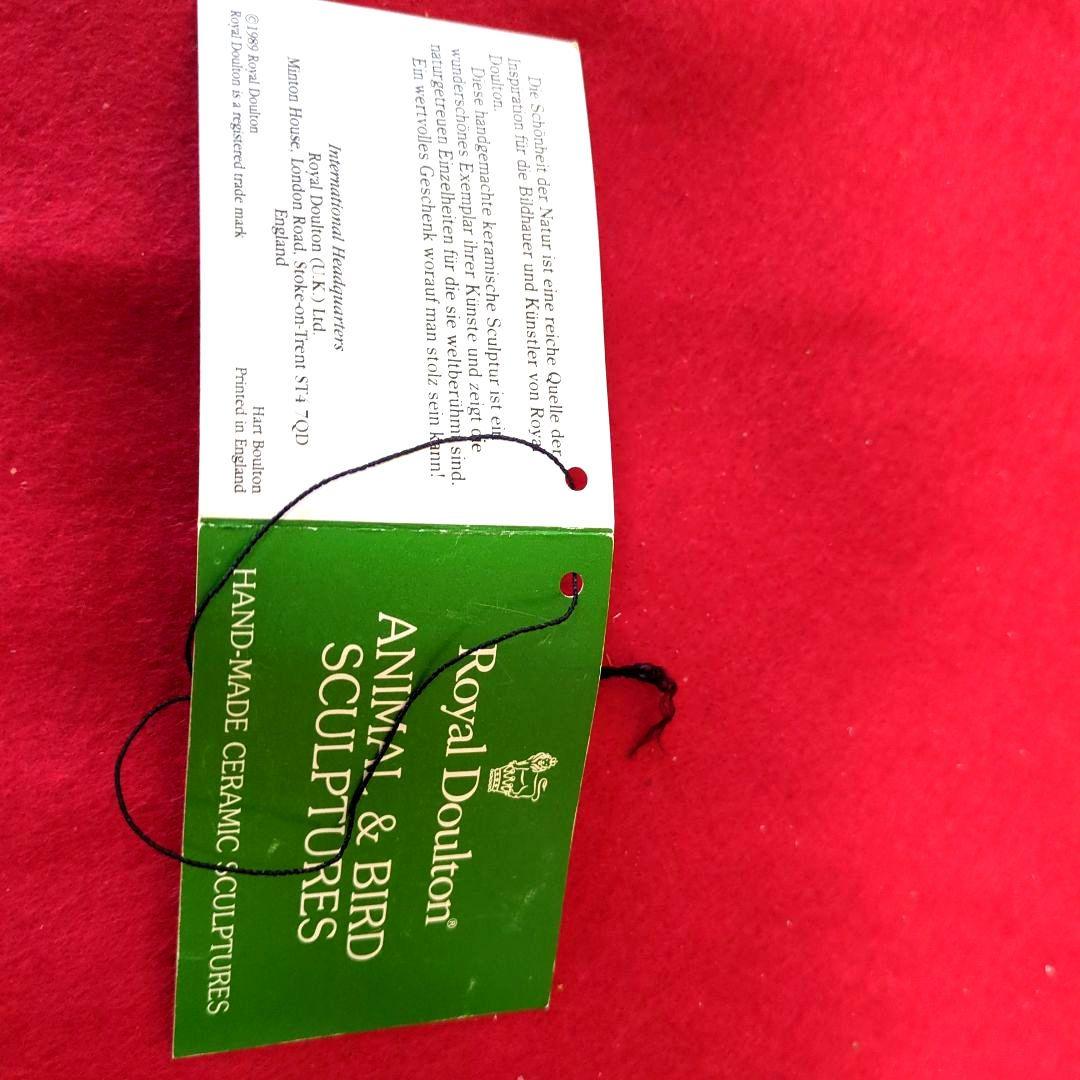 Die Schönheit der Natur ist eine reiche Quelle der
Inspiration für die Bildhauer und Künstler von Royal
Doulton.
Diese handgemachte keramische Sculptur ist ein
wunderschönes Exemplar ihrer Künste und zeigt die
naturgetreuen Einzelheiten für die sie weltberühmt sind.
Ein wertvolles Geschenk worauf man stolz sein kann!
International Headquarters
Royal Doulton (U.K.) Ltd.
Minton House, London Road, Stoke-on-Trent ST4 7QD
England
©1989 Royal Doulton
Royal Doulton is a registered trade mark
Hart Boulton
Printed in England
Royal Doulton®
ANIMAL & BIRD
SCULPTURES
HAND-MADE CERAMIC SCULPTURES